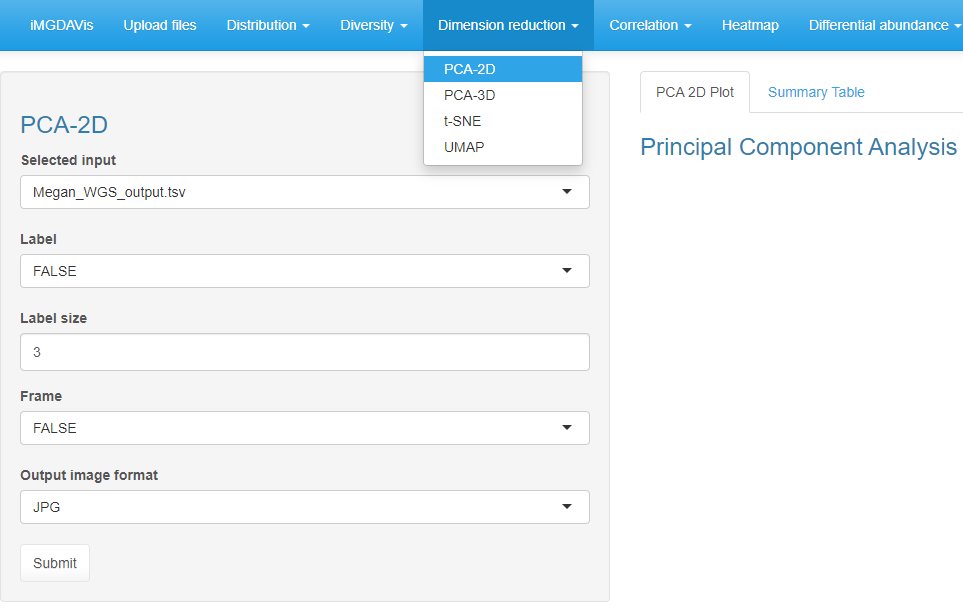 iMGDAVis Upload files Distribution Diversity Dimension reduction Correlation Heatmap Differential abundance
PCA-2D
PCA-3D
t-SNE
UMAP
PCA-2D
Selected input
Megan_WGS_output.tsv
Label
FALSE
Label size
3
Frame
FALSE
Output image format
JPG
Submit
PCA 2D Plot Summary Table
Principal Component Analysis